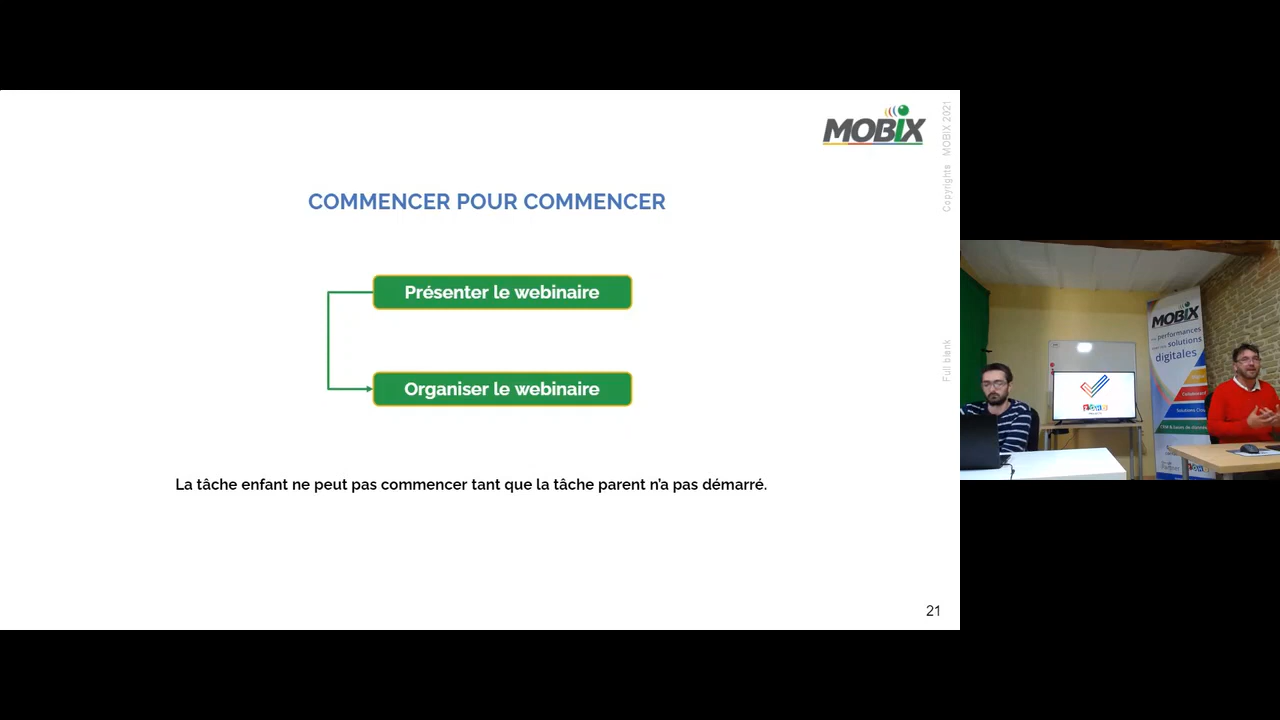 MOBiX
Copyrights MOBIX 2021
COMMENCER POUR COMMENCER
Présenter le webinaire
Organiser le webinaire
Full blank
La tâche enfant ne peut pas commencer tant que la tâche parent n'a pas démarré.
21
MOBiX
performances
solutions
digitales
Solutions